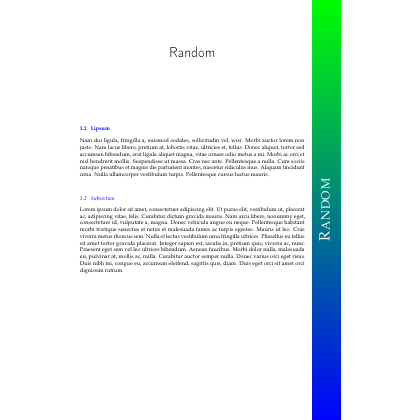 Random
1.1 Lipsum
Nam dui ligula, fringilla a, euismod sodales, sollicitudin vel, wisi. Morbi auctor lorem non
justo. Nam lacus libero, pretium at, lobortis vitae, ultricies et, tellus. Donec aliquet, tortor sed
accumsan bibendum, erat ligula aliquet magna, vitae ornare odio metus a mi. Morbi ac orci et
nisl hendrerit mollis. Suspendisse ut massa. Cras nec ante. Pellentesque a nulla. Cum sociis
natoque penatibus et magnis dis parturient montes, nascetur ridiculus mus. Aliquam tincidunt
urna. Nulla ullamcorper vestibulum turpis. Pellentesque cursus luctus mauris.
1.2 Subsection
Lorem ipsum dolor sit amet, consectetuer adipiscing elit. Ut purus elit, vestibulum ut, placerat
ac, adipiscing vitae, felis. Curabitur dictum gravida mauris. Nam arcu libero, nonummy eget,
consectetuer id, vulputate a, magna. Donec vehicula augue eu neque. Pellentesque habitant
morbi tristique senectus et netus et malesuada fames ac turpis egestas. Mauris ut leo. Cras
viverra metus rhoncus sem. Nulla et lectus vestibulum urna fringilla ultrices. Phasellus eu tellus
sit amet tortor gravida placerat. Integer sapien est, iaculis in, pretium quis, viverra ac, nunc.
Praesent eget sem vel leo ultrices bibendum. Aenean faucibus. Morbi dolor nulla, malesuada
eu, pulvinar at, mollis ac, nulla. Curabitur auctor semper nulla. Donec varius orci eget risus.
Duis nibh mi, congue eu, accumsan eleifend, sagittis quis, diam. Duis eget orci sit amet orci
dignissim rutrum.
RANDOM